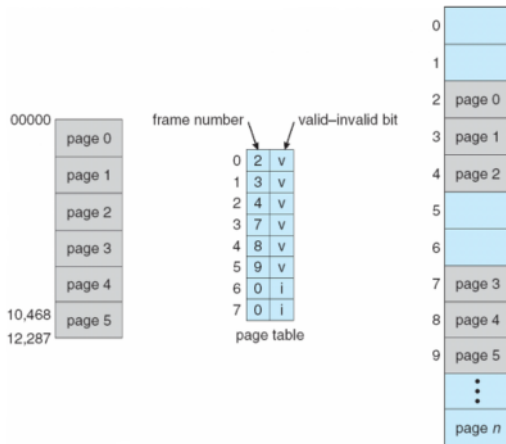 00000
page 0
page 1
page 2
page 3
page 4
10,468
page 5
12,287
frame number
valid–invalid bit
0 2 v
1 3 v
2 4 v
3 7 v
4 8 v
5 9 v
6 0 i
7 0 i
page table
0
1
2 page 0
3 page 1
4 page 2
5
6
7 page 3
8 page 4
9 page 5
page n